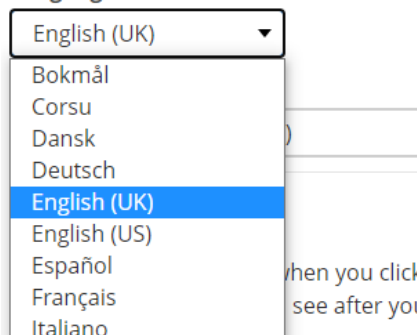 English (UK)
Bokmål
Corsu
Dansk
Deutsch
)
English (UK)
English (US)
Español
when you click
Français
see after you
Italiano